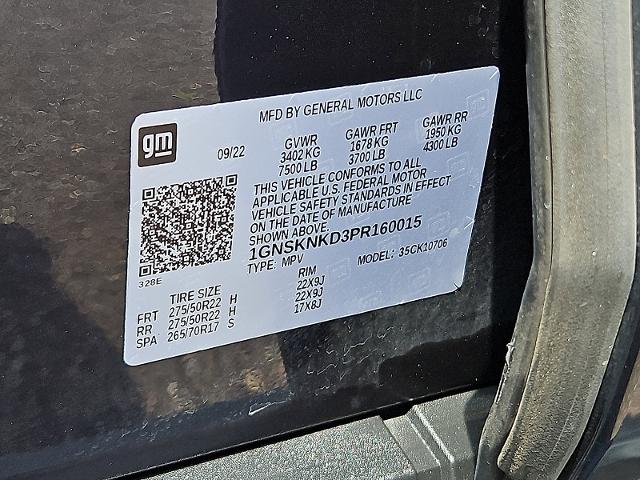 MFD BY GENERAL MOTORS LLC
gm
09/22
GVWR GAWR FRT GAWR RR
3402 KG 1678 KG 1950 KG
7500 LB 3700 LB 4300 LB
THIS VEHICLE CONFORMS TO ALL
APPLICABLE U.S. FEDERAL MOTOR
VEHICLE SAFETY STANDARDS IN EFFECT
ON THE DATE OF MANUFACTURE
SHOWN ABOVE.
1GNSKNKD3PR160015
TYPE: MPV MODEL: 35CK10706
328E
TIRE SIZE RIM
FRT 275/50R22 H 22X9J
RR 275/50R22 H 22X9J
SPA 265/70R17 S 17X8J